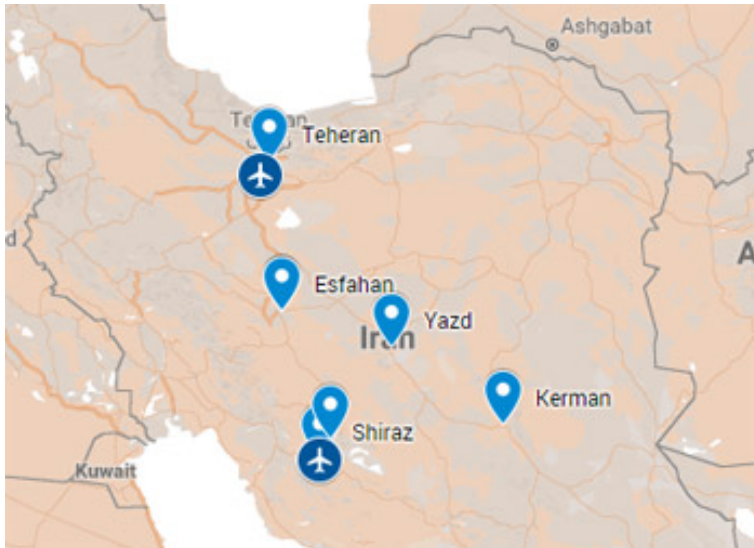 Ashgabat
Teheran
Esfahan
Yazd
Iran
Kerman
Shiraz
Kuwait